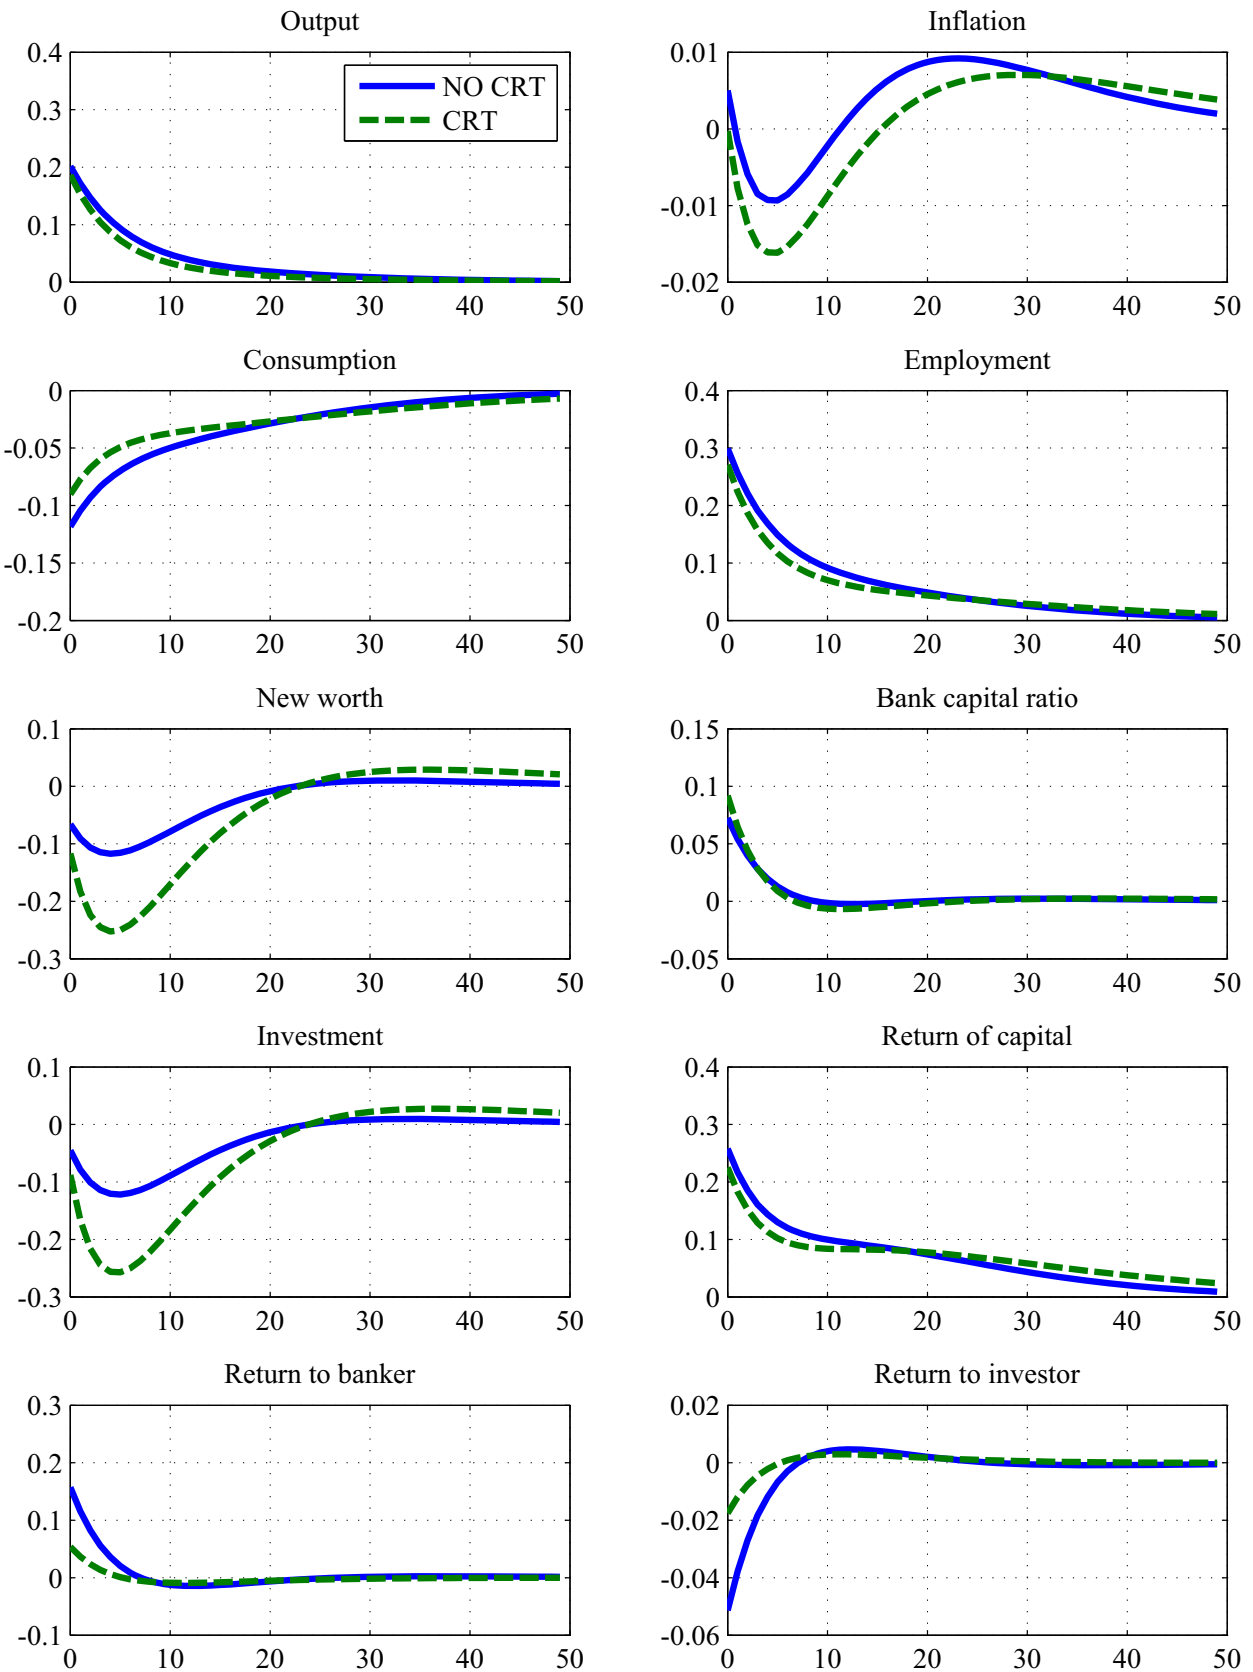 Output
0.4
0.3
0.2
0.1
0
0 10 20 30 40 50
NO CRT
CRT
Inflation
0.01
0
-0.01
-0.02
0 10 20 30 40 50
Consumption
0
-0.05
-0.1
-0.15
-0.2
0 10 20 30 40 50
Employment
0.4
0.3
0.2
0.1
0
0 10 20 30 40 50
New worth
0.1
0
-0.1
-0.2
-0.3
0 10 20 30 40 50
Bank capital ratio
0.15
0.1
0.05
0
-0.05
0 10 20 30 40 50
Investment
0.1
0
-0.1
-0.2
-0.3
0 10 20 30 40 50
Return of capital
0.4
0.3
0.2
0.1
0
0 10 20 30 40 50
Return to banker
0.3
0.2
0.1
0
-0.1
0 10 20 30 40 50
Return to investor
0.02
0
-0.02
-0.04
-0.06
0 10 20 30 40 50